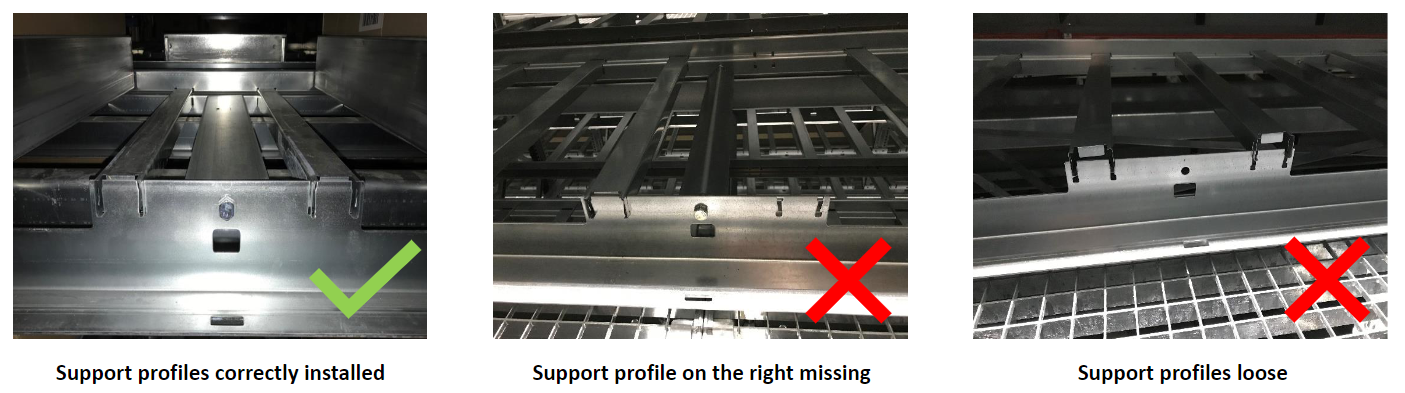 Support profiles correctly installed
Support profile on the right missing
Support profiles loose